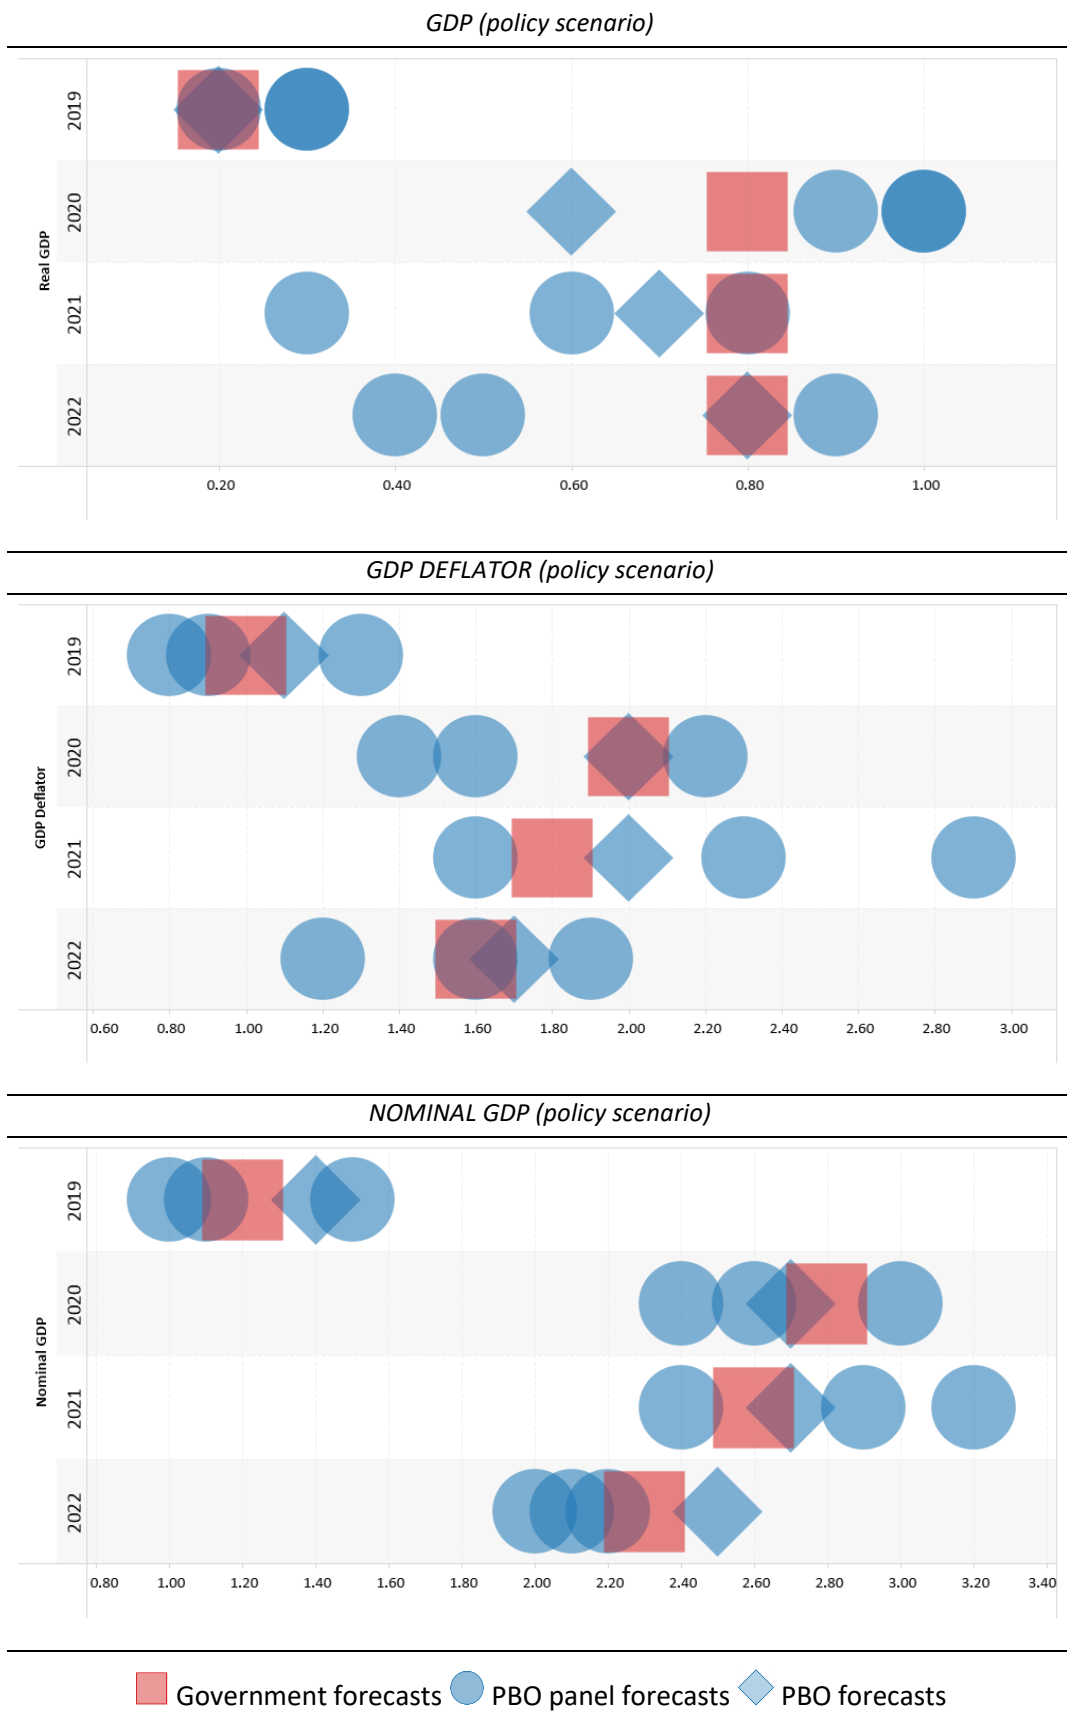 GDP (policy scenario)
Real GDP
2019
2020
2021
2022
0.20 0.40 0.60 0.80 1.00
GDP DEFLATOR (policy scenario)
GDP Deflator
2019
2020
2021
2022
0.60 0.80 1.00 1.20 1.40 1.60 1.80 2.00 2.20 2.40 2.60 2.80 3.00
NOMINAL GDP (policy scenario)
Nominal GDP
2019
2020
2021
2022
0.80 1.00 1.20 1.40 1.60 1.80 2.00 2.20 2.40 2.60 2.80 3.00 3.20 3.40
Government forecasts PBO panel forecasts PBO forecasts